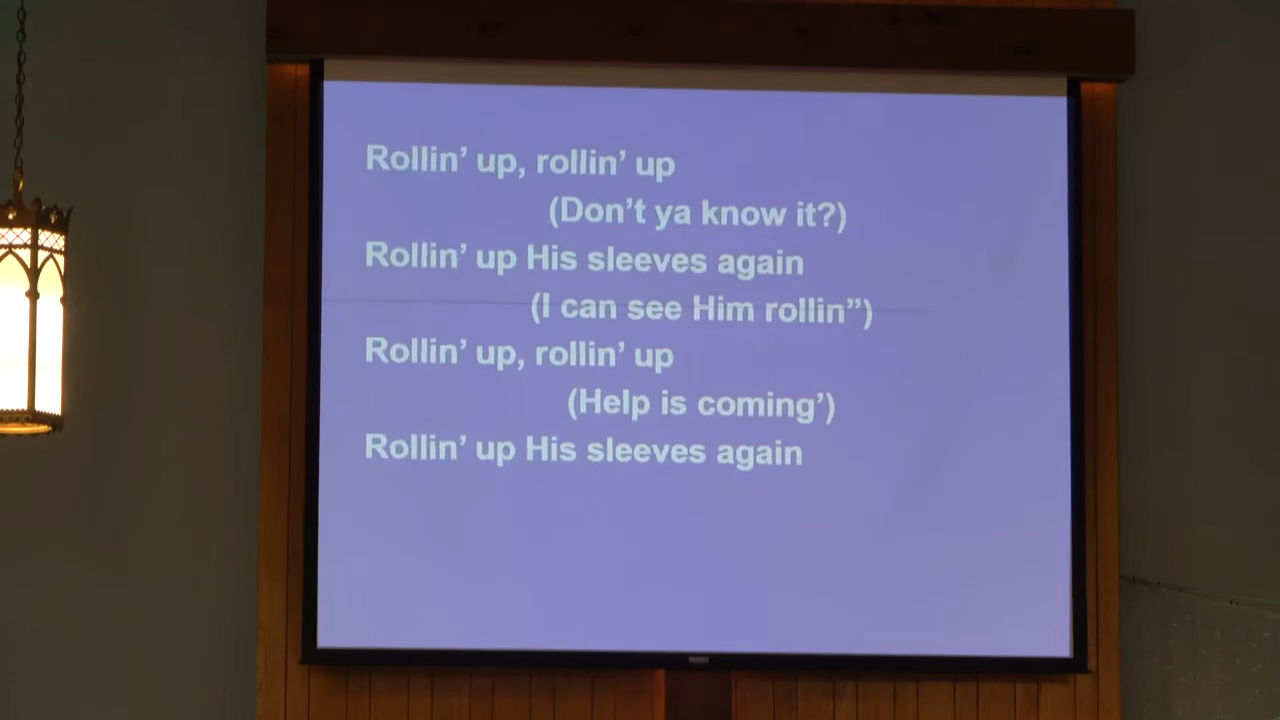 Rollin’ up, rollin’ up
(Don’t ya know it?)
Rollin’ up His sleeves again
(I can see Him rollin”)
Rollin’ up, rollin’ up
(Help is coming’)
Rollin’ up His sleeves again